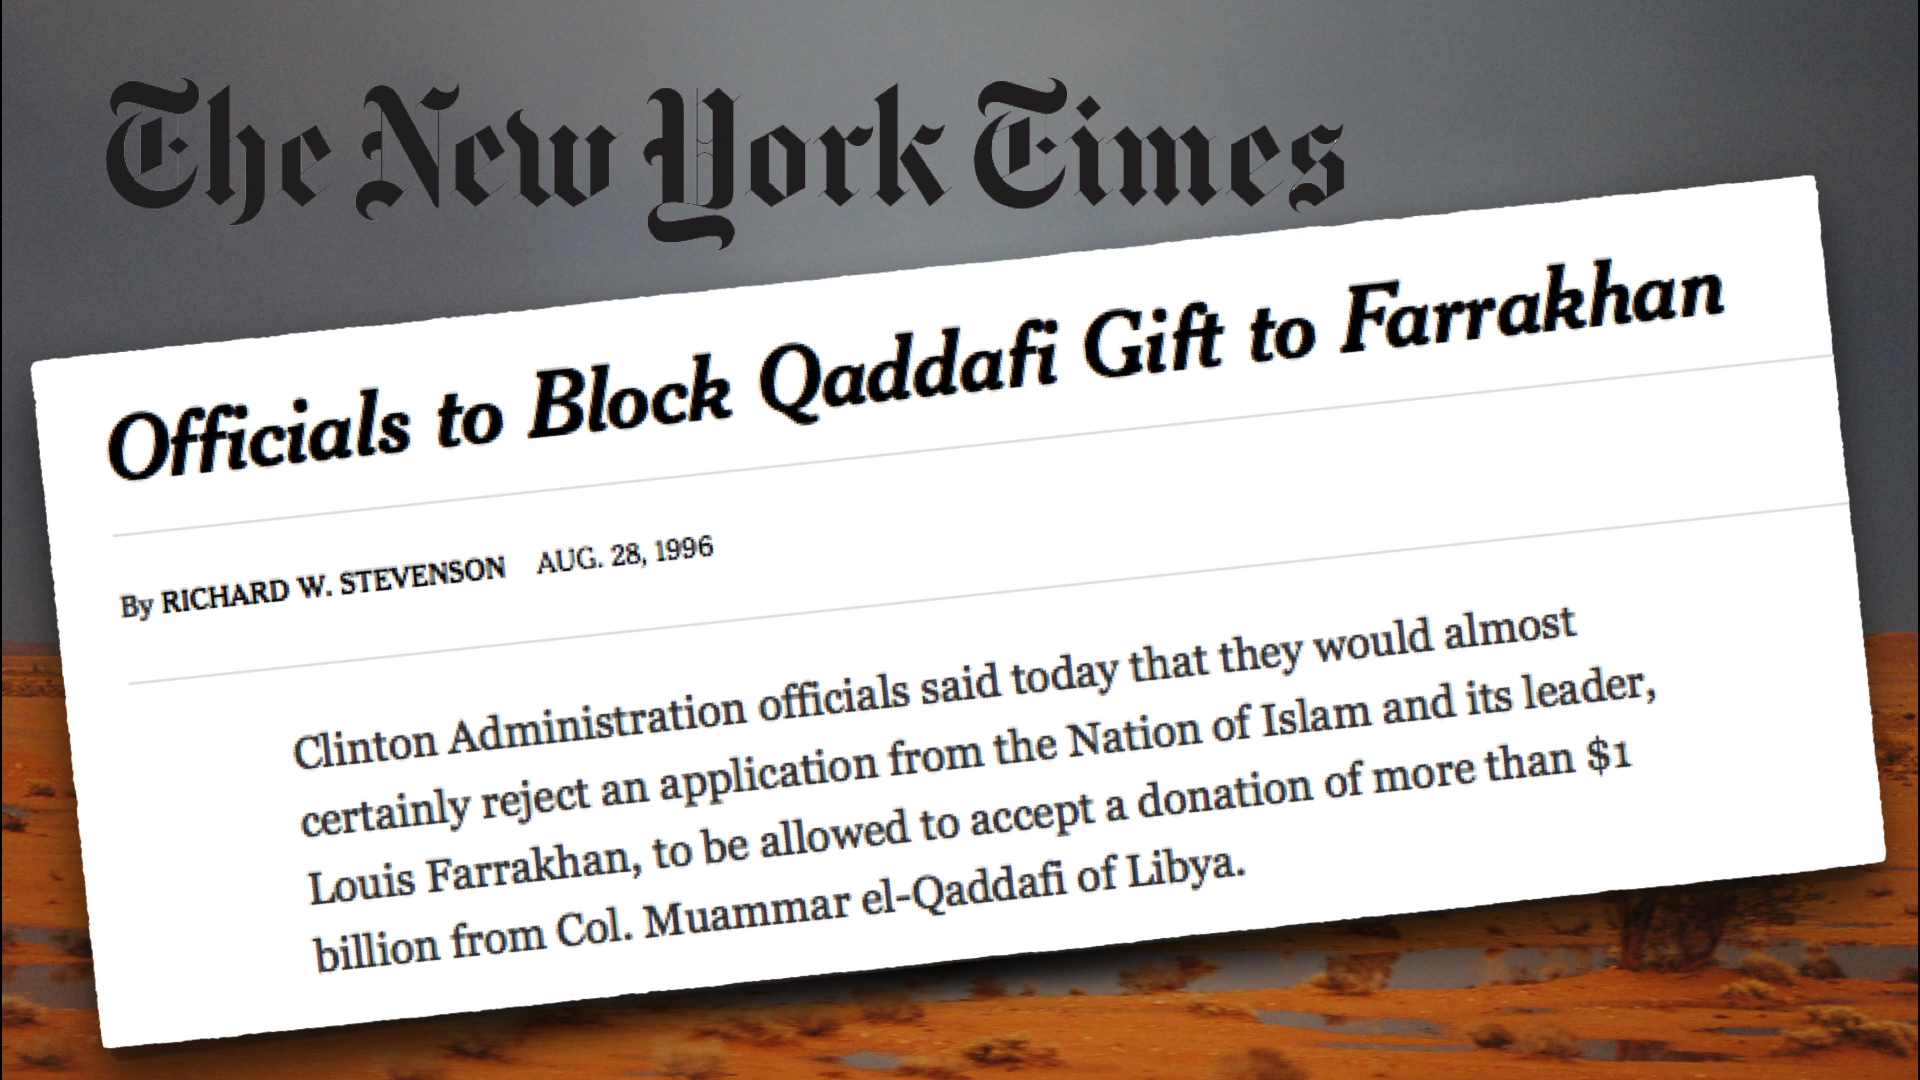 The New York Times
Officials to Block Qaddafi Gift to Farrakhan
By RICHARD W. STEVENSON AUG. 28, 1996
Clinton Administration officials said today that they would almost
certainly reject an application from the Nation of Islam and its leader,
Louis Farrakhan, to be allowed to accept a donation of more than $1
billion from Col. Muammar el-Qaddafi of Libya.